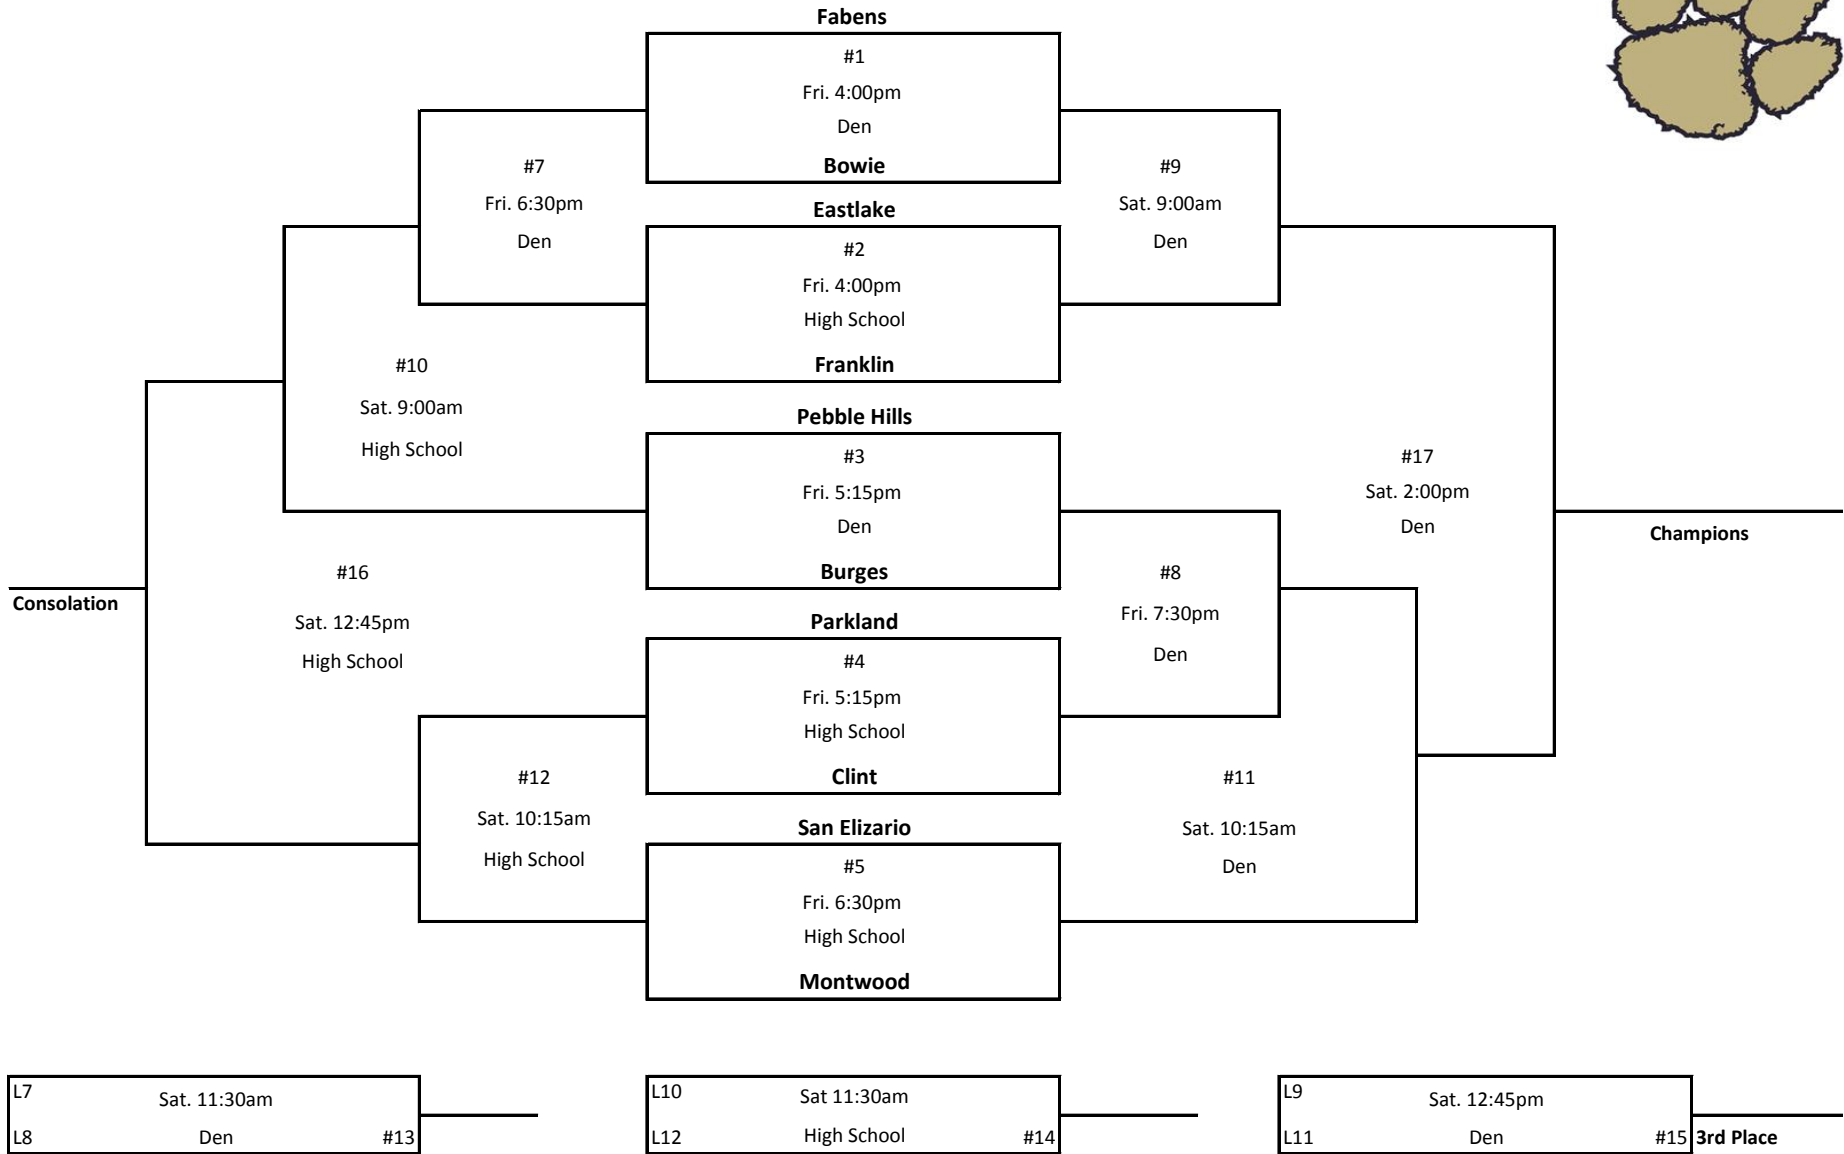 Fabens
#1
Fri. 4:00pm
Den
Bowie
#7
Fri. 6:30pm
Den
#9
Sat. 9:00am
Den
Eastlake
#2
Fri. 4:00pm
High School
Franklin
#10
Sat. 9:00am
High School
Pebble Hills
#3
Fri. 5:15pm
Den
Burges
#17
Sat. 2:00pm
Den
Champions
#16
Sat. 12:45pm
High School
Consolation
#8
Fri. 7:30pm
Den
Parkland
#4
Fri. 5:15pm
High School
Clint
#12
Sat. 10:15am
High School
#11
Sat. 10:15am
Den
San Elizario
#5
Fri. 6:30pm
High School
Montwood
L7
Sat. 11:30am
L8
Den
#13
L10
Sat 11:30am
L12
High School
#14
L9
Sat. 12:45pm
L11
Den
#15
3rd Place